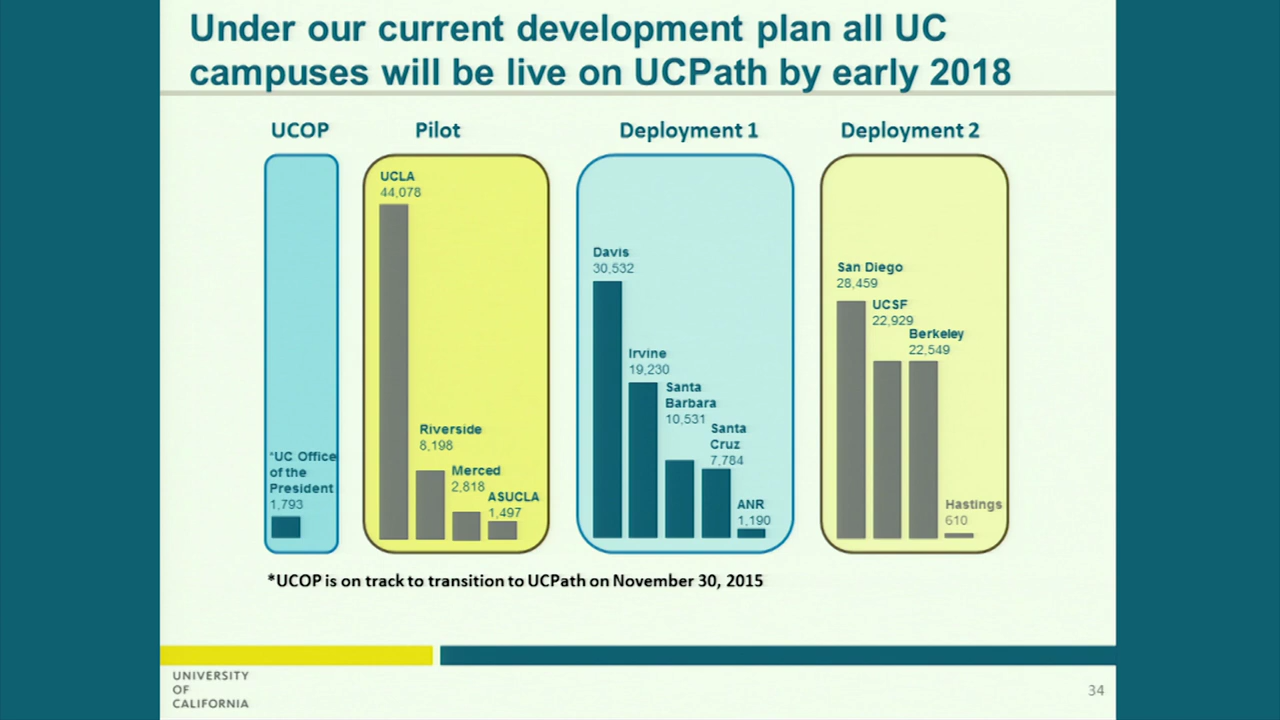 Under our current development plan all UC
campuses will be live on UCPath by early 2018
UCOP
Pilot
Deployment 1
Deployment 2
*UC Office
of the
President
1,793
UCLA
44,078
Riverside
8,198
Merced
2,818
ASUCLA
1,497
Davis
30,532
Irvine
19,230
Santa
Barbara
10,531
Santa
Cruz
7,784
ANR
1,190
San Diego
28,459
UCSF
22,929
Berkeley
22,549
Hastings
610
*UCOP is on track to transition to UCPath on November 30, 2015
UNIVERSITY
OF
CALIFORNIA
34